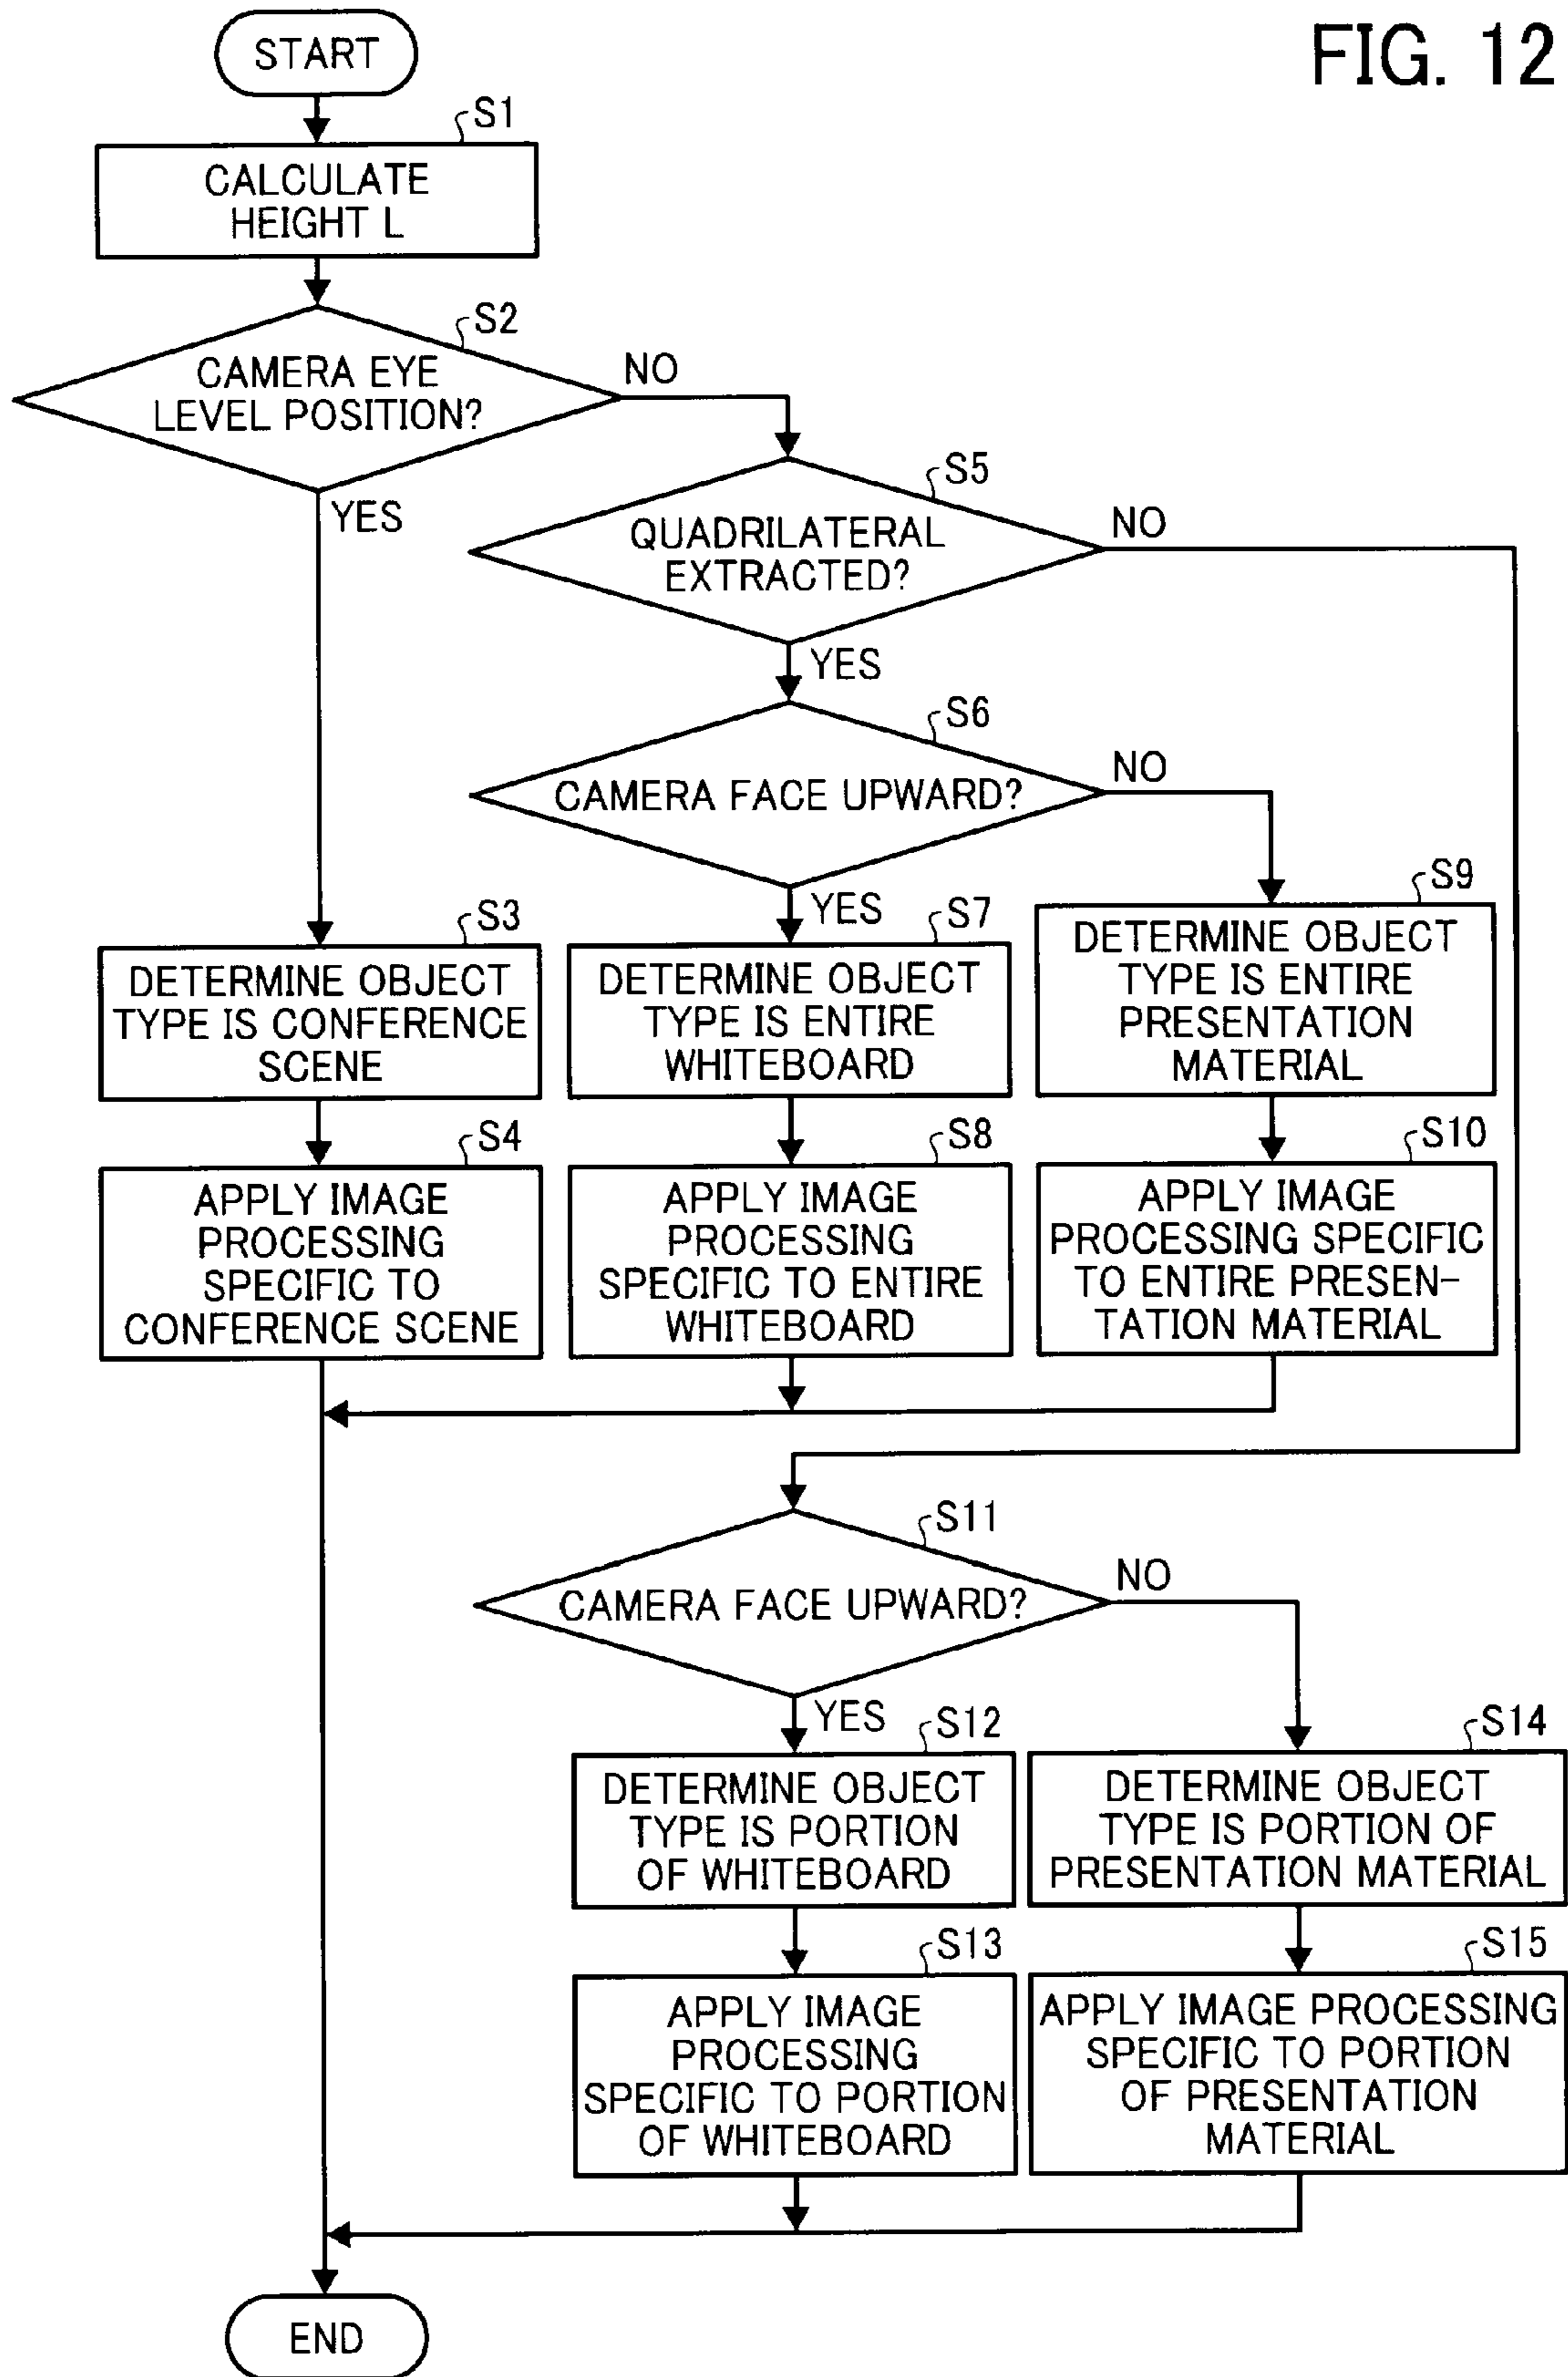 FIG. 12
START
S1
CALCULATE
HEIGHT L
S2
CAMERA EYE
LEVEL POSITION?
NO
YES
S5
QUADRILATERAL
EXTRACTED?
NO
YES
S6
CAMERA FACE UPWARD?
NO
YES
S3
DETERMINE OBJECT
TYPE IS CONFERENCE
SCENE
S7
DETERMINE OBJECT
TYPE IS ENTIRE
WHITEBOARD
S9
DETERMINE OBJECT
TYPE IS ENTIRE
PRESENTATION
MATERIAL
S4
APPLY IMAGE
PROCESSING
SPECIFIC TO
CONFERENCE SCENE
S8
APPLY IMAGE
PROCESSING
SPECIFIC TO ENTIRE
WHITEBOARD
S10
APPLY IMAGE
PROCESSING SPECIFIC
TO ENTIRE PRESEN-
TATION MATERIAL
S11
CAMERA FACE UPWARD?
NO
YES
S12
DETERMINE OBJECT
TYPE IS PORTION
OF WHITEBOARD
S14
DETERMINE OBJECT
TYPE IS PORTION OF
PRESENTATION MATERIAL
S13
APPLY IMAGE
PROCESSING
SPECIFIC TO PORTION
OF WHITEBOARD
S15
APPLY IMAGE PROCESSING
SPECIFIC TO PORTION
OF PRESENTATION
MATERIAL
END